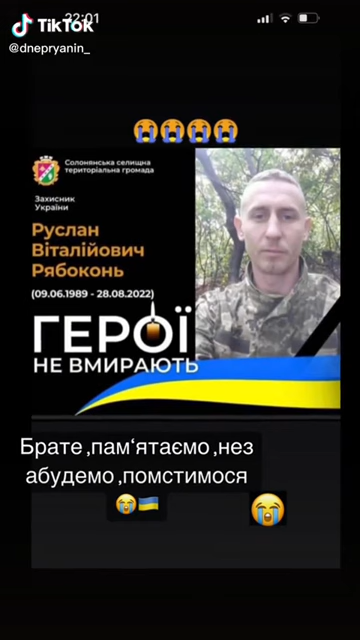 22:01
TikTok
@dnepryanin_
Солонянська селищна
територіальна громада
Захисник
України
Руслан
Віталійович
Рябоконь
(09.06.1989 - 28.08.2022)
ГЕРОЇ
НЕ ВМИРАЮТЬ
Брате ,пам‘ятаємо ,нез
абудемо ,помстимося